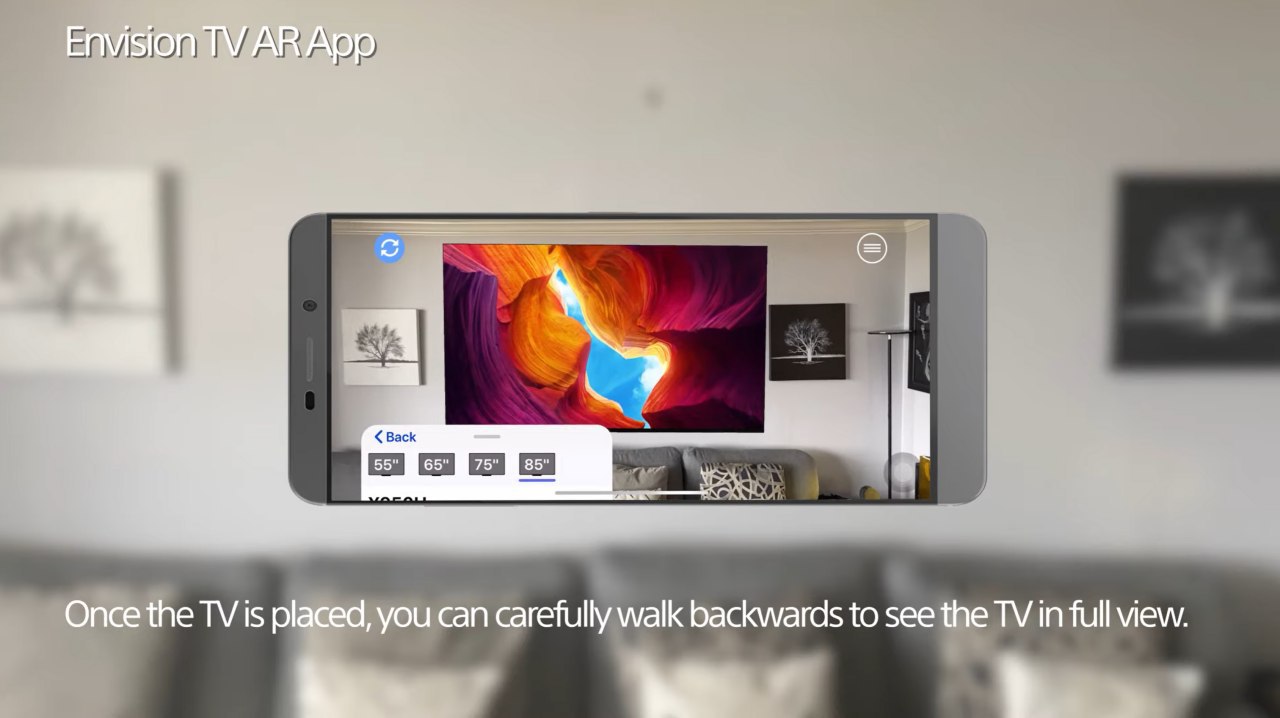 Envision TV AR App
Back
55" 65" 75" 85"
Once the TV is placed, you can carefully walk backwards to see the TV in full view.